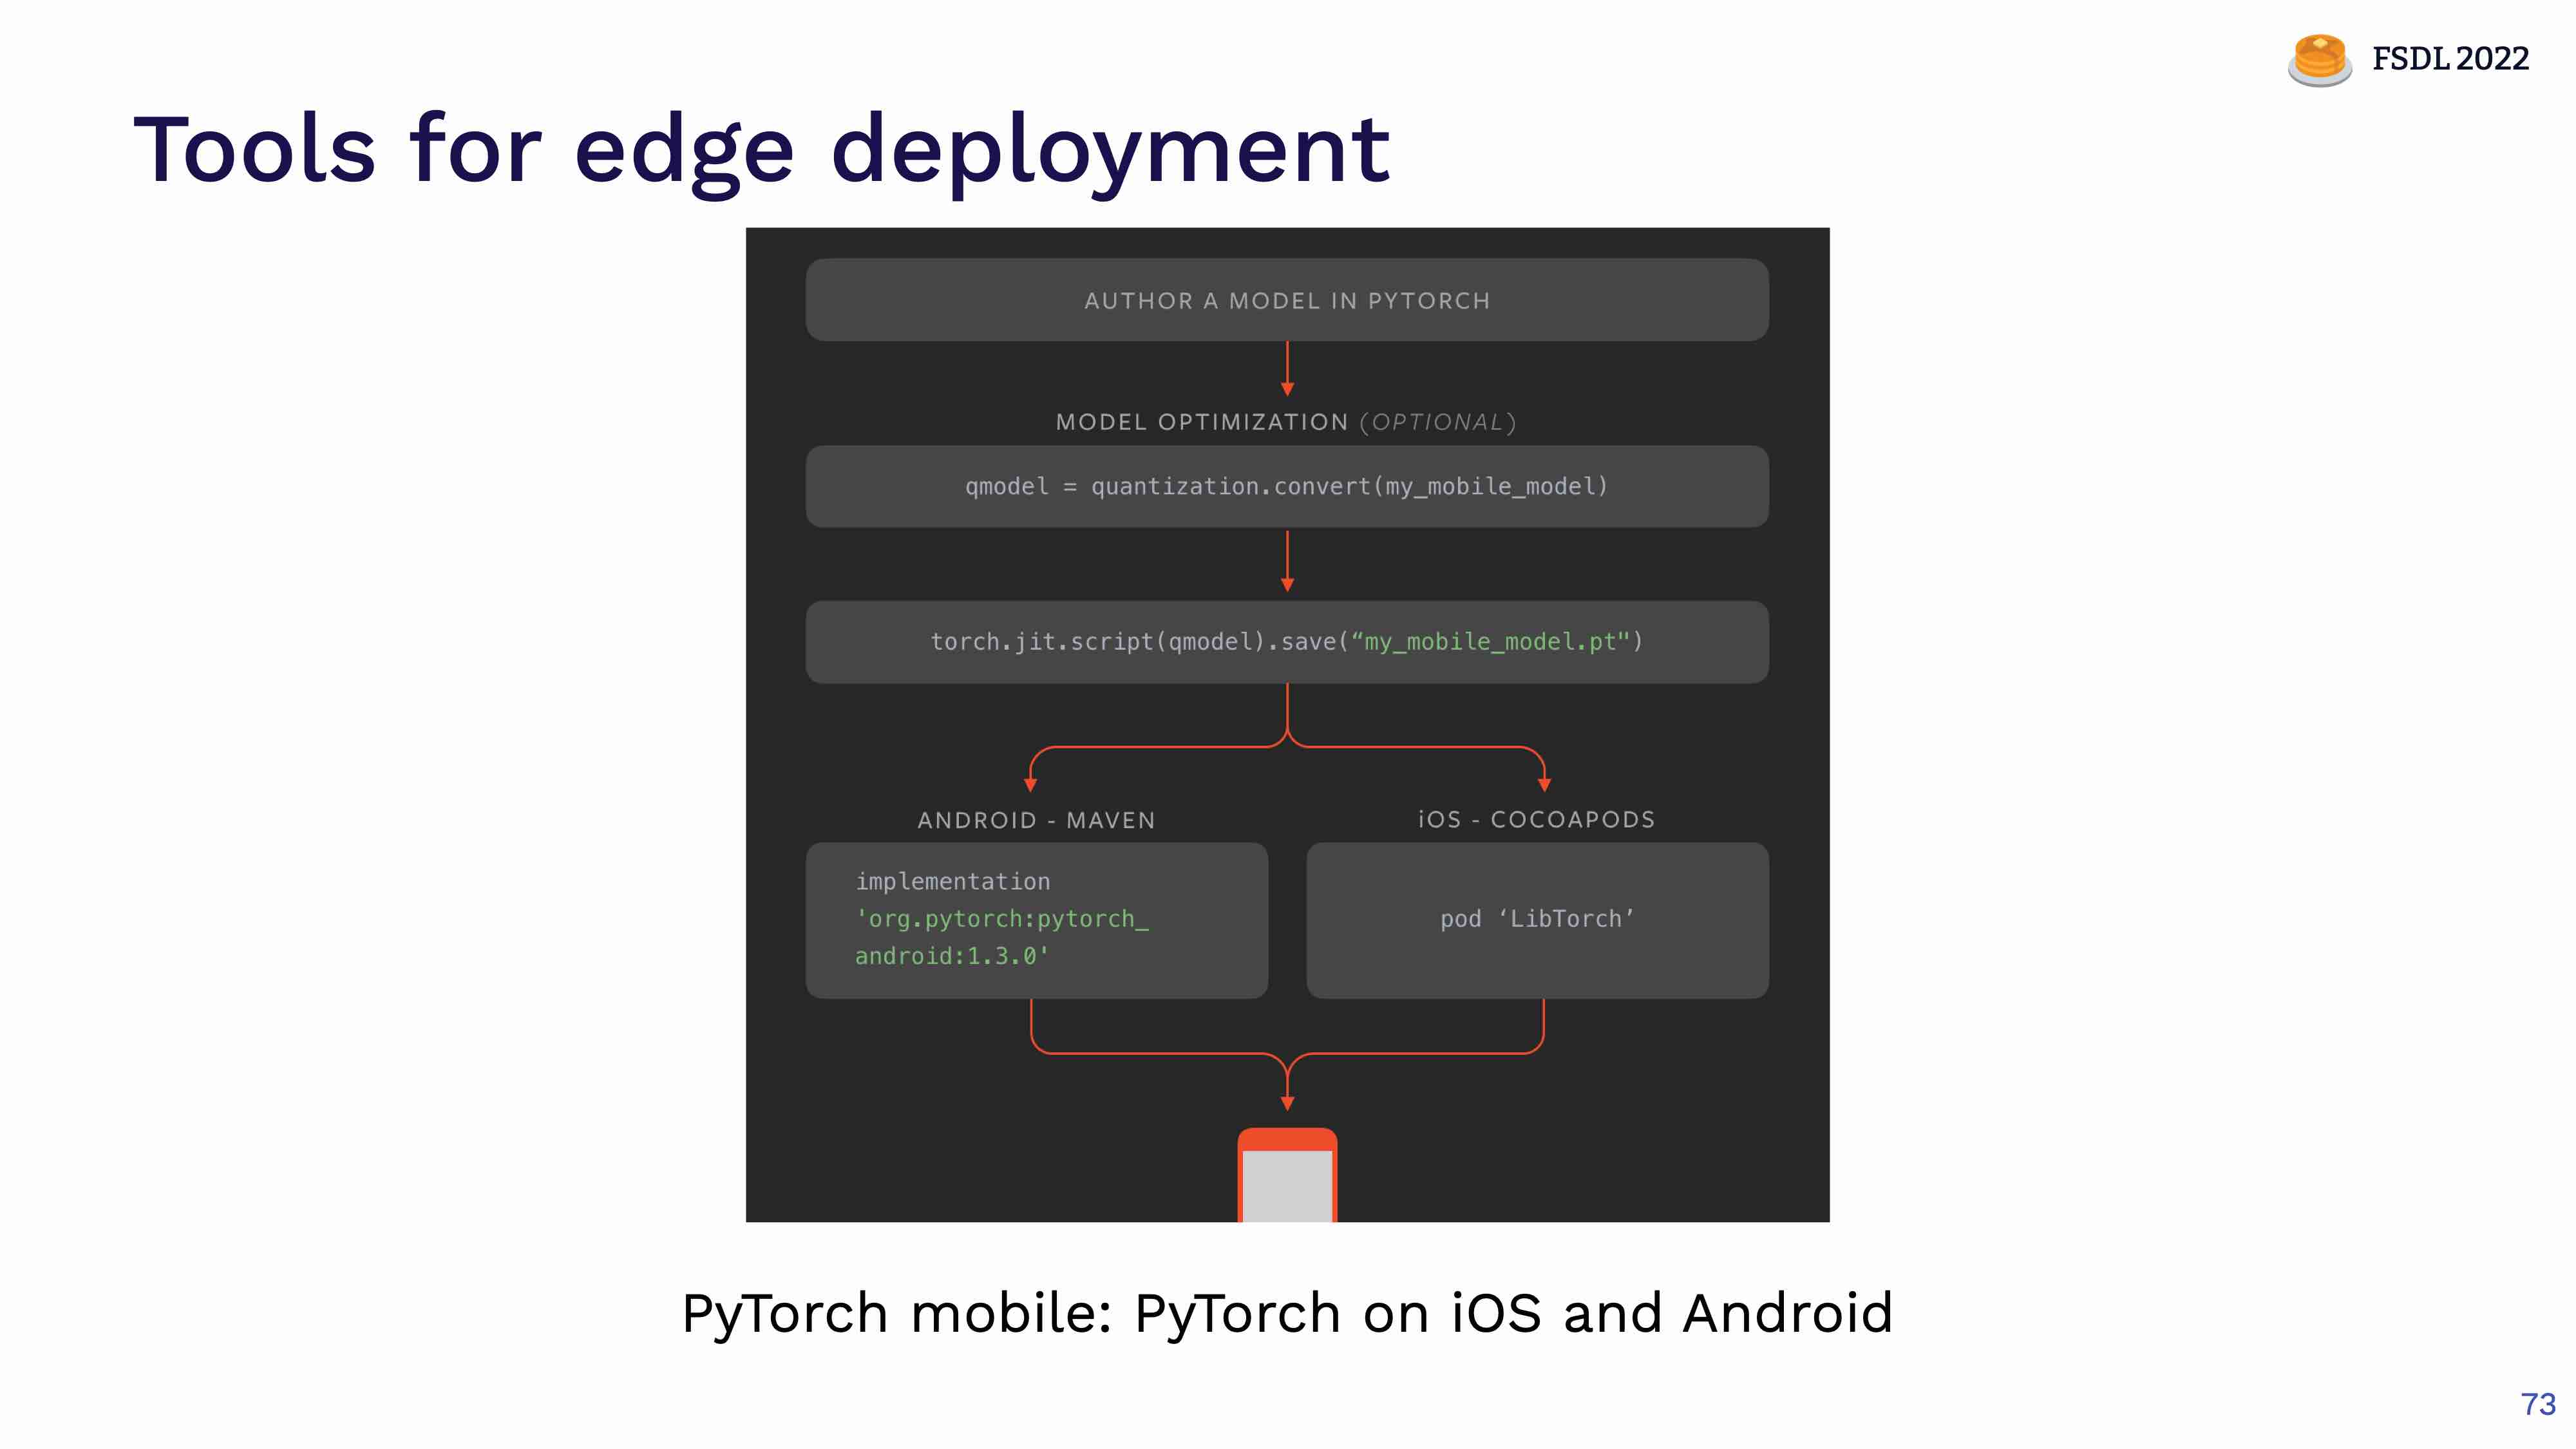 FSDL 2022
Tools for edge deployment
AUTHOR A MODEL IN PYTORCH
MODEL OPTIMIZATION (OPTIONAL)
qmodel = quantization.convert(my_mobile_model)
torch.jit.script(qmodel).save(“my_mobile_model.pt")
ANDROID - MAVEN
implementation
'org.pytorch:pytorch_
android:1.3.0'
iOS - COCOAPODS
pod ‘LibTorch’
PyTorch mobile: PyTorch on iOS and Android
73